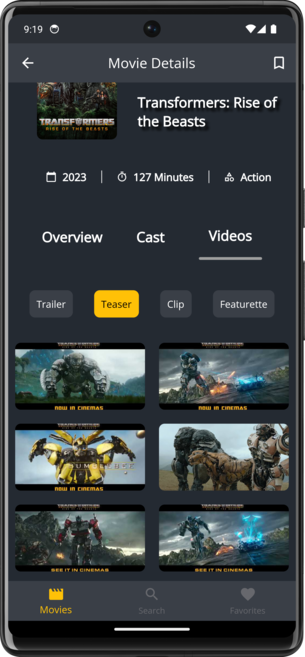 9:19
Movie Details
TRANSFORMERS
RISE OF THE BEASTS
Transformers: Rise of
the Beasts
2023 | 127 Minutes | Action
Overview Cast Videos
Trailer Teaser Clip Featurette
NOW IN CINEMAS NOW IN CINEMAS
NOW IN CINEMAS
SEE IT IN CINEMAS SEE IT IN CINEMAS
Movies Search Favorites